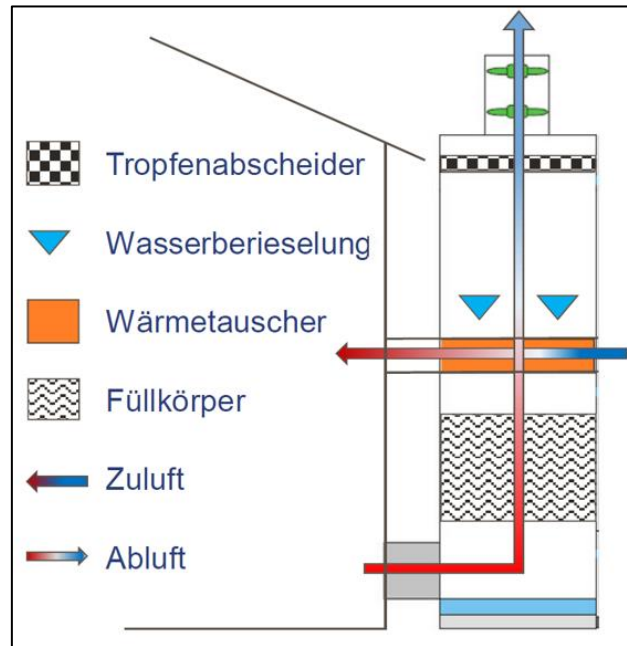 Tropfenabscheider
Wasserberieselung
Wärmetauscher
Füllkörper
Zuluft
Abluft